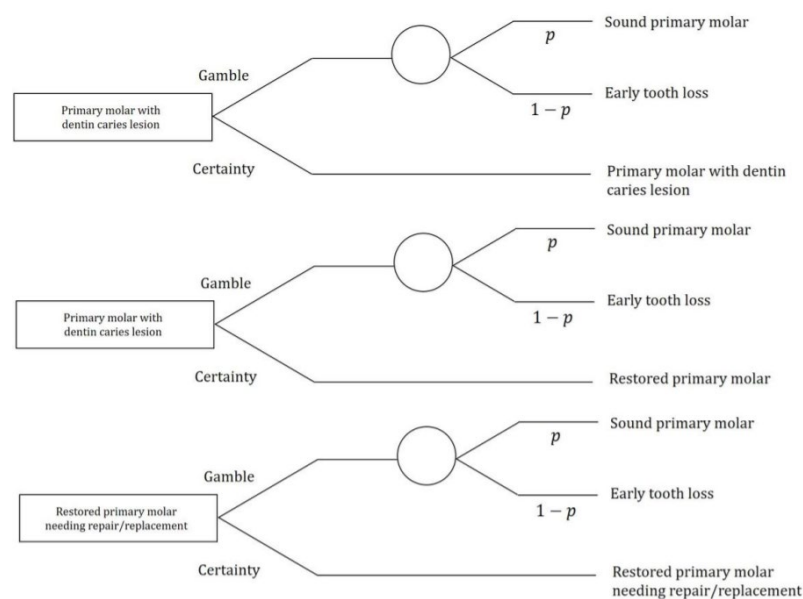 Sound primary molar
p
Gamble
Early tooth loss
Primary molar with
dentin caries lesion
1 − p
Certainty
Primary molar with dentin
caries lesion
Sound primary molar
p
Gamble
Early tooth loss
Primary molar with
dentin caries lesion
1 − p
Certainty
Restored primary molar
Sound primary molar
p
Gamble
Early tooth loss
Restored primary molar
needing repair/replacement
1 − p
Certainty
Restored primary molar
needing repair/replacement